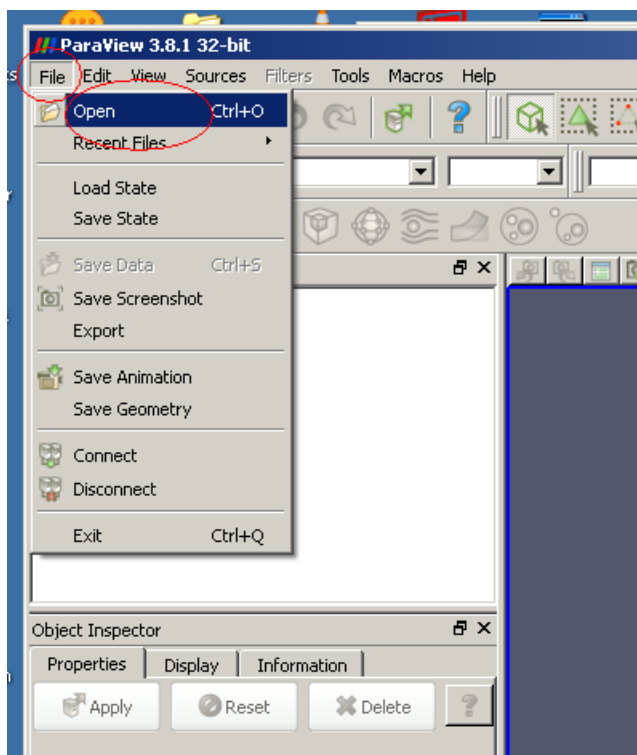 ParaView 3.8.1 32-bit
File Edit View Sources Filters Tools Macros Help
Open Ctrl+O
Recent Files
Load State
Save State
Save Data Ctrl+S
Save Screenshot
Export
Save Animation
Save Geometry
Connect
Disconnect
Exit Ctrl+Q
Object Inspector
Properties Display Information
Apply Reset Delete ?